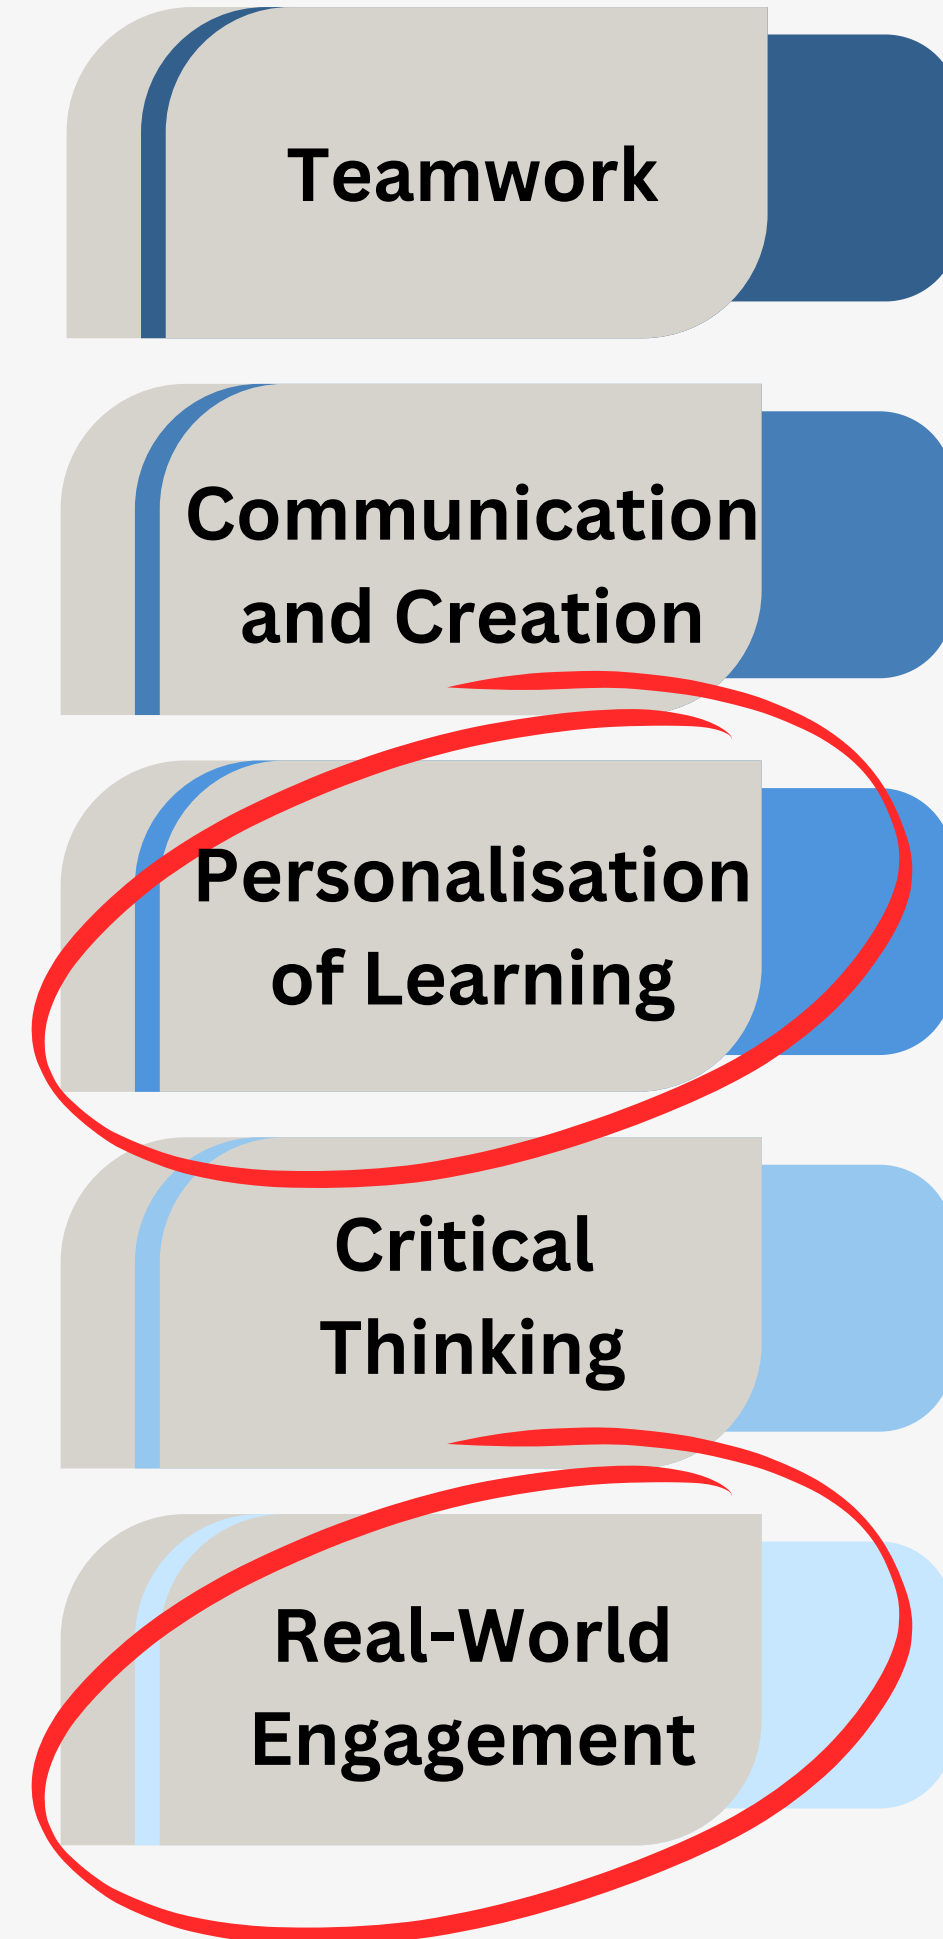 Teamwork
Communication
and Creation
Personalisation
of Learning
Critical
Thinking
Real-World
Engagement